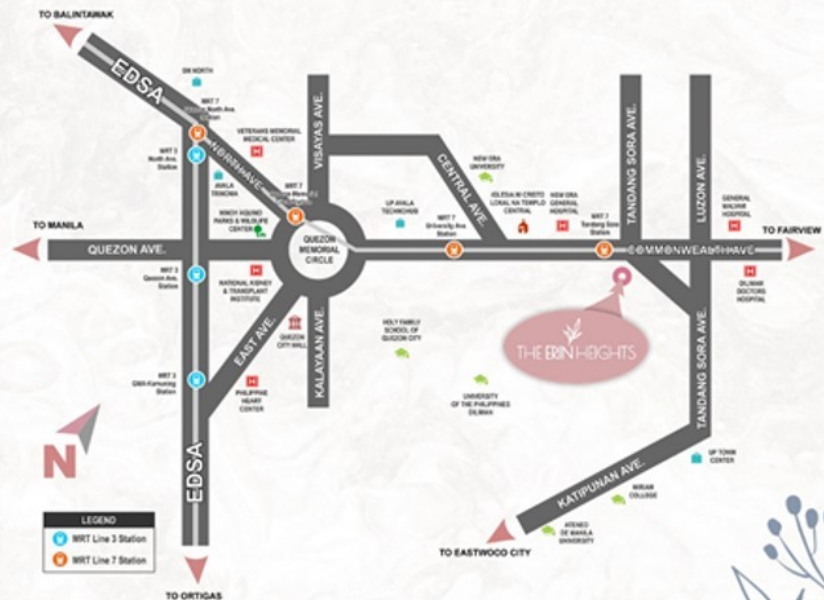 TO BALINTAWAK
EDSA
SM NORTH
MRT 7
North Ave.
MRT 3
North Ave.
Station
VETERANS MEMORIAL
MEDICAL CENTER
NORTH AVE.
AYALA
TRINOMA
MRT 7
NINOY AQUINO
PARKS & WILDLIFE
CENTER
VISAYAS AVE.
CENTRAL AVE.
UP AYALA
TECHNOHUB
NEW ERA
UNIVERSITY
IGLESIA NI CRISTO
LOKAL NA TEMPLO
CENTRAL
NEW ERA
GENERAL
HOSPITAL
MRT 7
University Ave.
Station
MRT 7
Tandang Sora
Station
TANDANG SORA AVE.
LUZON AVE.
GENERAL
MALVAR
HOSPITAL
TO MANILA
QUEZON AVE.
QUEZON
MEMORIAL
CIRCLE
COMMONWEALTH AVE
TO FAIRVIEW
MRT 3
Quezon Ave.
Station
NATIONAL KIDNEY
& TRANSPLANT
INSTITUTE
DILIMAN
DOCTORS
HOSPITAL
EAST AVE.
QUEZON
CITY HALL
KALAYAAN AVE.
HOLY FAMILY
SCHOOL OF
QUEZON CITY
THE ERIN HEIGHTS
MRT 3
GMA-Kamuning
Station
PHILIPPINE
HEART
CENTER
UNIVERSITY
OF THE PHILIPPINES
DILIMAN
TANDANG SORA AVE.
N
EDSA
UP TOWN
CENTER
KATIPUNAN AVE.
MIRIAM
COLLEGE
ATENEO
DE MANILA
UNIVERSITY
TO EASTWOOD CITY
LEGEND
MRT Line 3 Station
MRT Line 7 Station
TO ORTIGAS